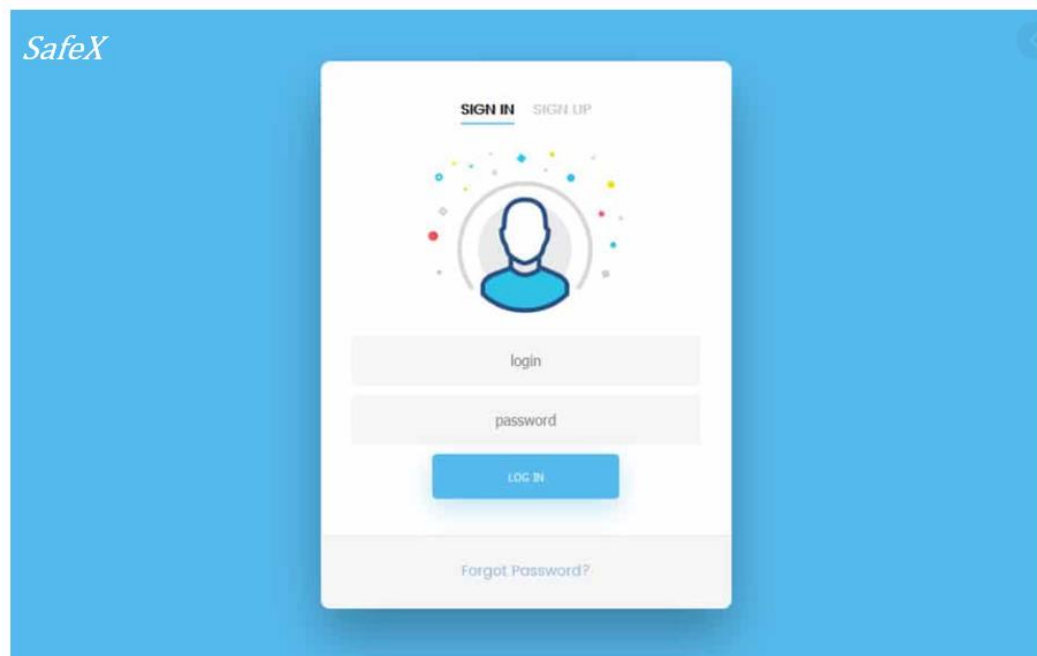 SafeX
SIGN IN SIGN UP
login
password
LOG IN
Forgot Password?